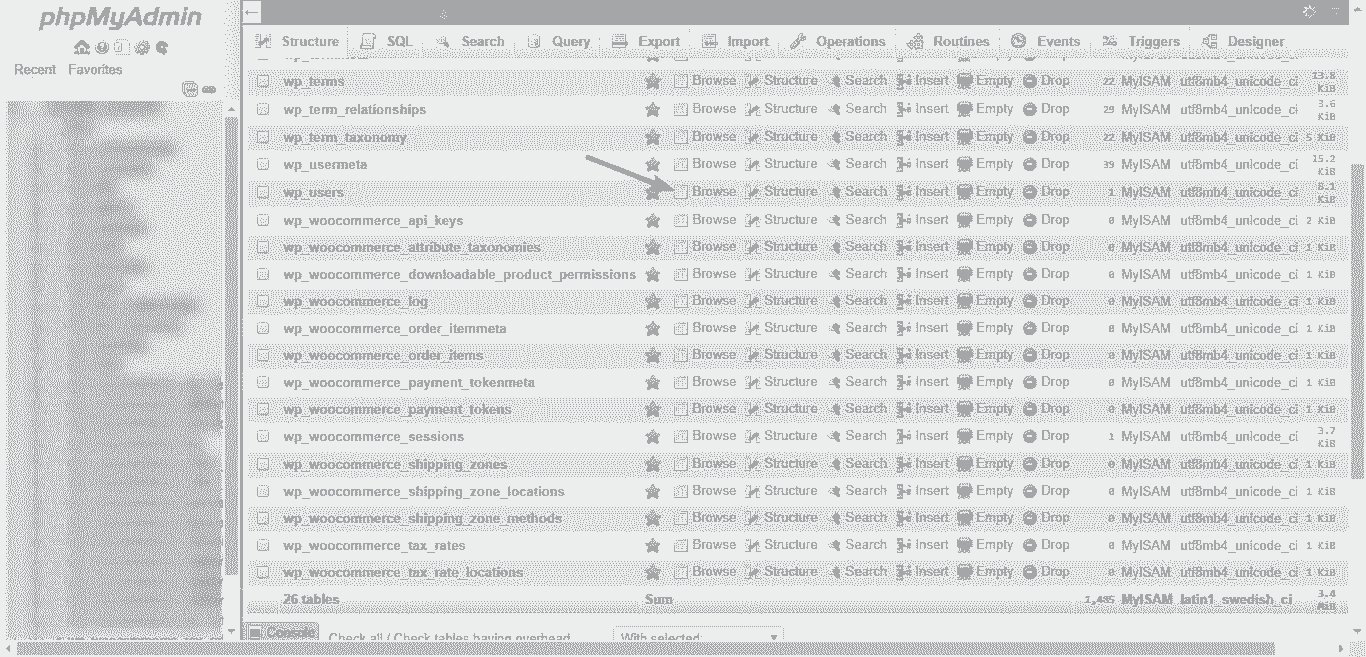 phpMyAdmin
Recent Favorites
Structure SQL Search Query Export Import Operations Routines Events Triggers Designer
wp_terms Browse Structure Search Insert Empty Drop 22 MyISAM utf8mb4_unicode_ci 13.8 KiB
wp_term_relationships Browse Structure Search Insert Empty Drop 29 MyISAM utf8mb4_unicode_ci 3.6 KiB
wp_term_taxonomy Browse Structure Search Insert Empty Drop 22 MyISAM utf8mb4_unicode_ci 5 KiB
wp_usermeta Browse Structure Search Insert Empty Drop 39 MyISAM utf8mb4_unicode_ci 15.2 KiB
wp_users Browse Structure Search Insert Empty Drop 1 MyISAM utf8mb4_unicode_ci 8.1 KiB
wp_woocommerce_api_keys Browse Structure Search Insert Empty Drop 0 MyISAM utf8mb4_unicode_ci 2 KiB
wp_woocommerce_attribute_taxonomies Browse Structure Search Insert Empty Drop 0 MyISAM utf8mb4_unicode_ci 1 KiB
wp_woocommerce_downloadable_product_permissions Browse Structure Search Insert Empty Drop 0 MyISAM utf8mb4_unicode_ci 1 KiB
wp_woocommerce_log Browse Structure Search Insert Empty Drop 0 MyISAM utf8mb4_unicode_ci 1 KiB
wp_woocommerce_order_itemmeta Browse Structure Search Insert Empty Drop 0 MyISAM utf8mb4_unicode_ci 1 KiB
wp_woocommerce_order_items Browse Structure Search Insert Empty Drop 0 MyISAM utf8mb4_unicode_ci 1 KiB
wp_woocommerce_payment_tokenmeta Browse Structure Search Insert Empty Drop 0 MyISAM utf8mb4_unicode_ci 1 KiB
wp_woocommerce_payment_tokens Browse Structure Search Insert Empty Drop 0 MyISAM utf8mb4_unicode_ci 1 KiB
wp_woocommerce_sessions Browse Structure Search Insert Empty Drop 1 MyISAM utf8mb4_unicode_ci 3.7 KiB
wp_woocommerce_shipping_zones Browse Structure Search Insert Empty Drop 0 MyISAM utf8mb4_unicode_ci 1 KiB
wp_woocommerce_shipping_zone_locations Browse Structure Search Insert Empty Drop 0 MyISAM utf8mb4_unicode_ci 1 KiB
wp_woocommerce_shipping_zone_methods Browse Structure Search Insert Empty Drop 0 MyISAM utf8mb4_unicode_ci 1 KiB
wp_woocommerce_tax_rates Browse Structure Search Insert Empty Drop 0 MyISAM utf8mb4_unicode_ci 1 KiB
wp_woocommerce_tax_rate_locations Browse Structure Search Insert Empty Drop 0 MyISAM utf8mb4_unicode_ci 1 KiB
26 tables Sum 1,485 MyISAM latin1_swedish_ci 3.4 MiB
Console Check all / Check tables having overhead With selected: